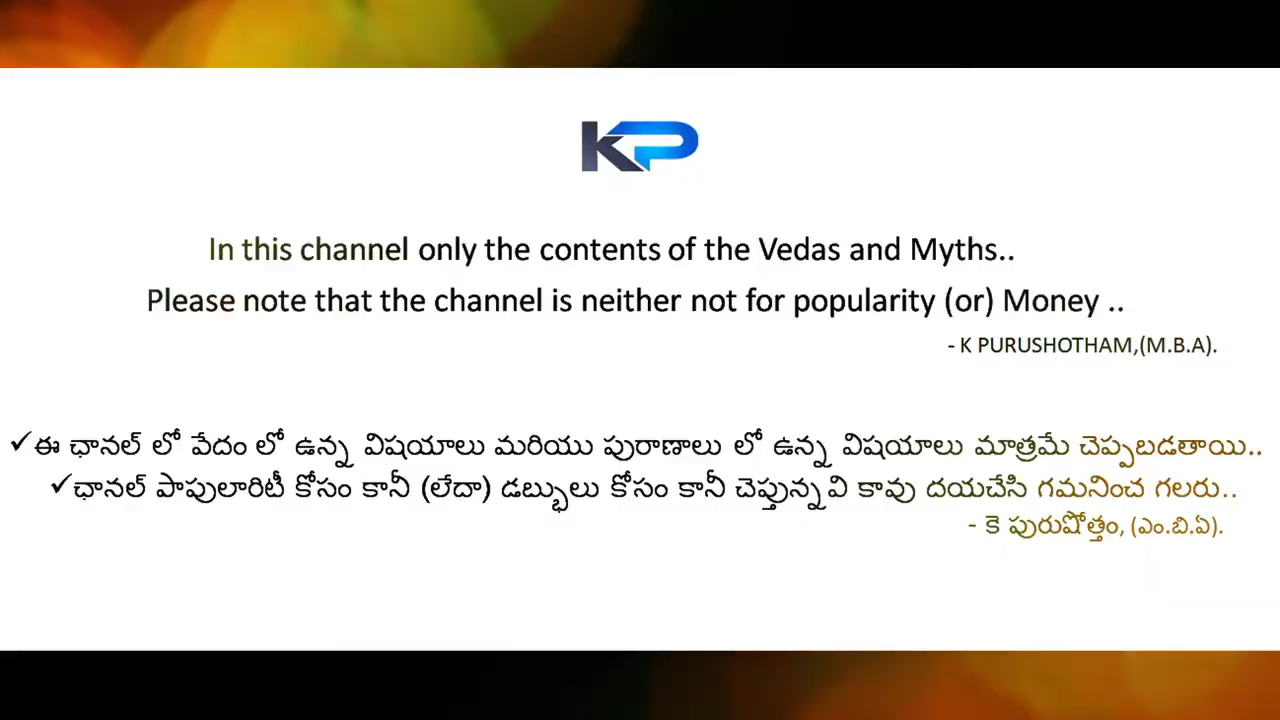 KP
In this channel only the contents of the Vedas and Myths..
Please note that the channel is neither not for popularity (or) Money ..
- K PURUSHOTHAM,(M.B.A).
✓ఈ ఛానల్ లో వేదం లో ఉన్న విషయాలు మరియు పురాణాలు లో ఉన్న విషయాలు మాత్రమే చెప్పబడతాయి..
✓ఛానల్ పాపులారిటీ కోసం కానీ (లేదా) డబ్బులు కోసం కానీ చెప్తున్నవి కావు దయచేసి గమనించ గలరు..
- కె పురుషోత్తం, (ఎం.బి.ఏ).